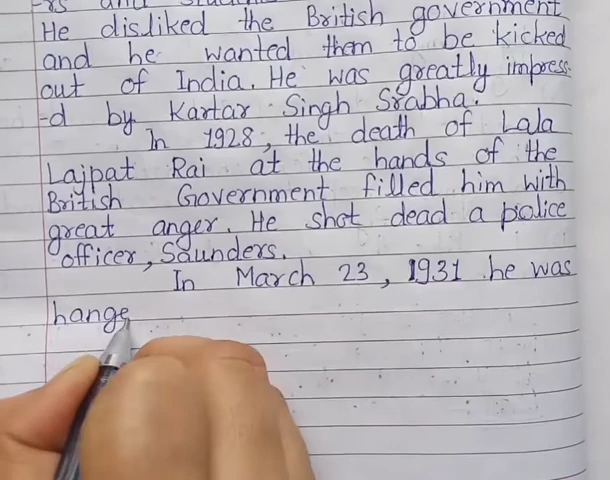 -rs and
He disliked the British government
and he wanted them to be kicked
out of India. He was greatly impress-
-d by Kartar Singh Srabha.
In 1928, the death of Lala
Lajpat Rai at the hands of the
British Government filled him with
great anger. He shot dead a police
officer, Saunders.
In March 23, 1931 he was
hange